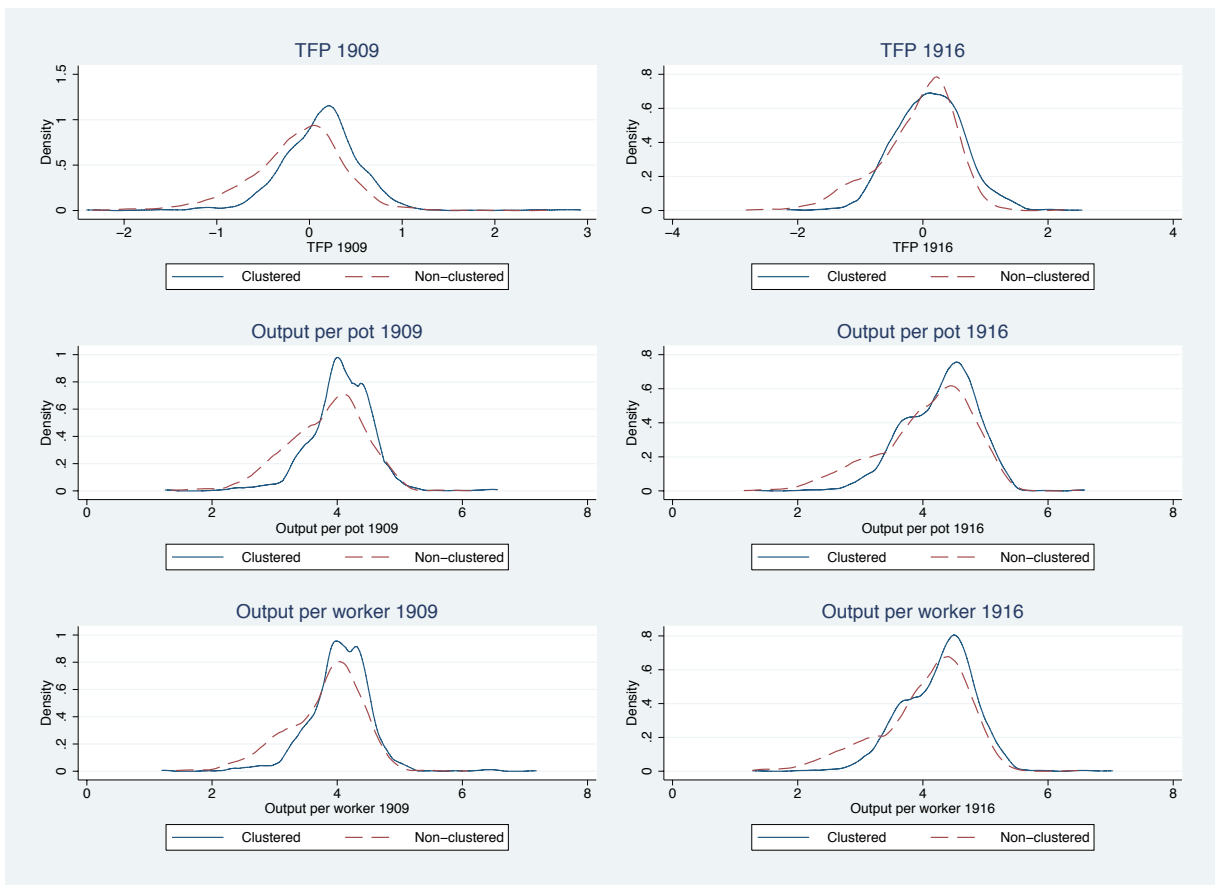 TFP 1909
Density
0 .5 1 1.5
−2 −1 0 1 2 3
TFP 1909
Clustered Non−clustered
TFP 1916
Density
0 .2 .4 .6 .8
−4 −2 0 2 4
TFP 1916
Clustered Non−clustered
Output per pot 1909
Density
0 .2 .4 .6 .8 1
0 2 4 6 8
Output per pot 1909
Clustered Non−clustered
Output per pot 1916
Density
0 .2 .4 .6 .8
0 2 4 6 8
Output per pot 1916
Clustered Non−clustered
Output per worker 1909
Density
0 .2 .4 .6 .8 1
0 2 4 6 8
Output per worker 1909
Clustered Non−clustered
Output per worker 1916
Density
0 .2 .4 .6 .8
0 2 4 6 8
Output per worker 1916
Clustered Non−clustered